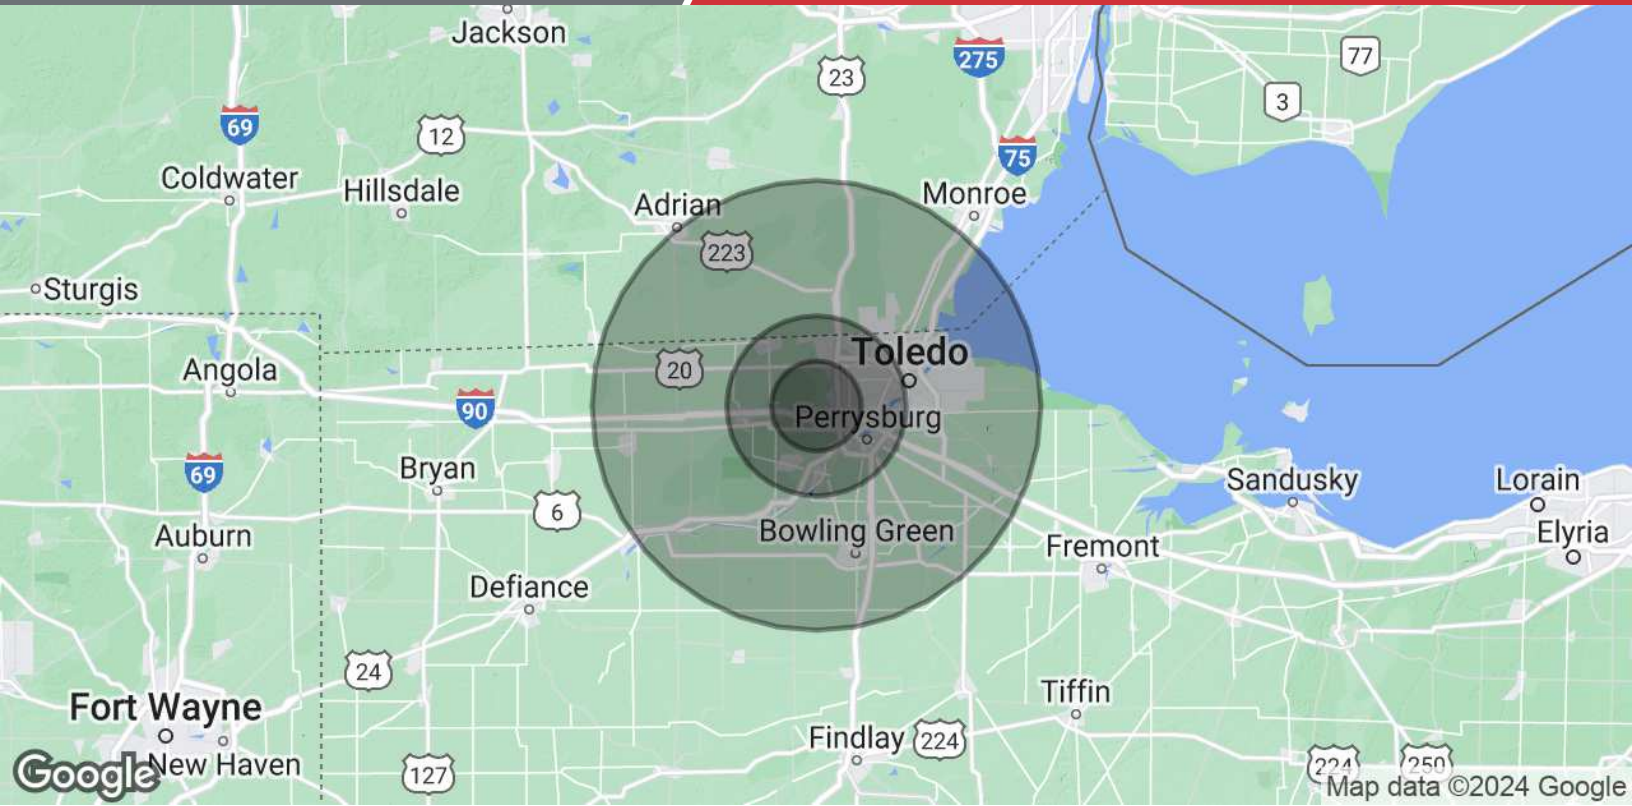 Jackson
275
77
23
3
69
12
75
Coldwater
Hillsdale
Adrian
Monroe
223
Sturgis
Toledo
Angola
20
90
Perrysburg
Bryan
69
Sandusky
Lorain
6
Auburn
Bowling Green
Fremont
Elyria
Defiance
24
Fort Wayne
Tiffin
Findlay
224
New Haven
127
224
250
Google
Map data ©2024 Google